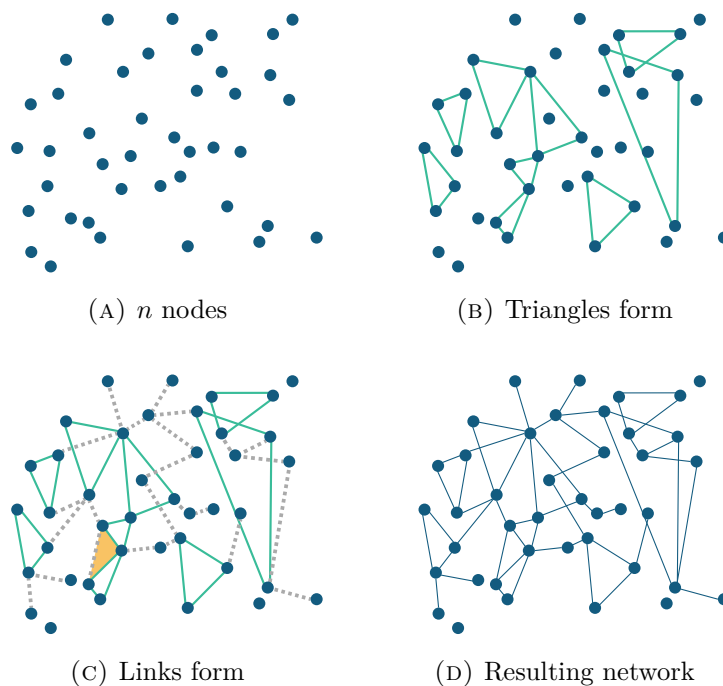 (A) n nodes
(B) Triangles form
(C) Links form
(D) Resulting network